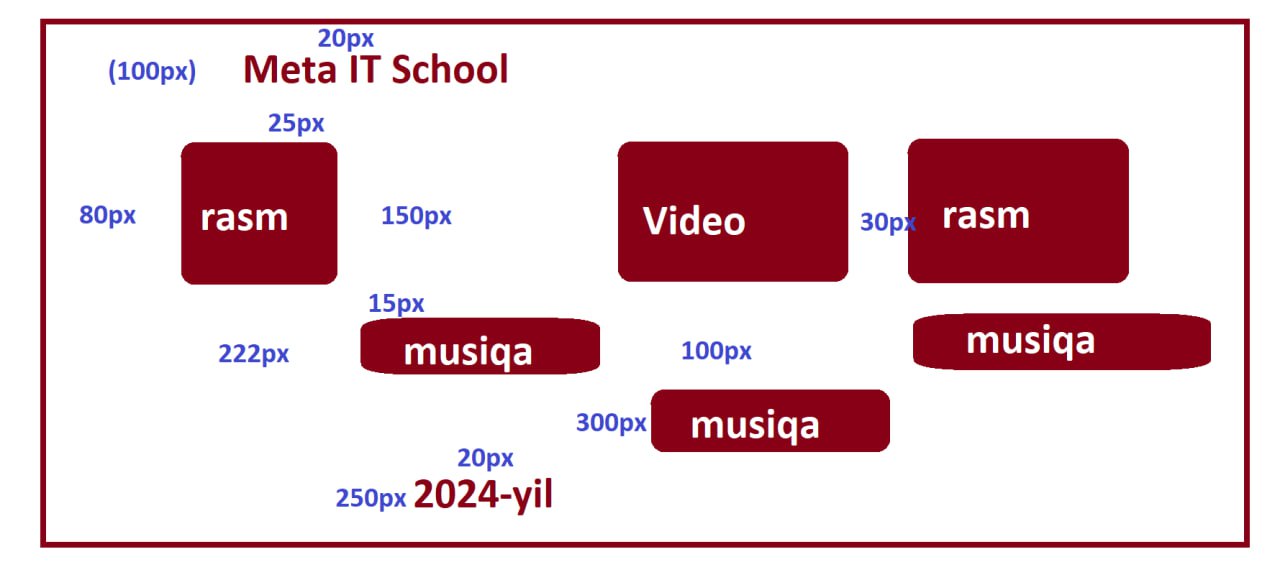 20px
(100px) Meta IT School
25px
80px rasm 150px Video 30px rasm
15px
222px musiqa 100px musiqa
300px musiqa
20px
250px 2024-yil